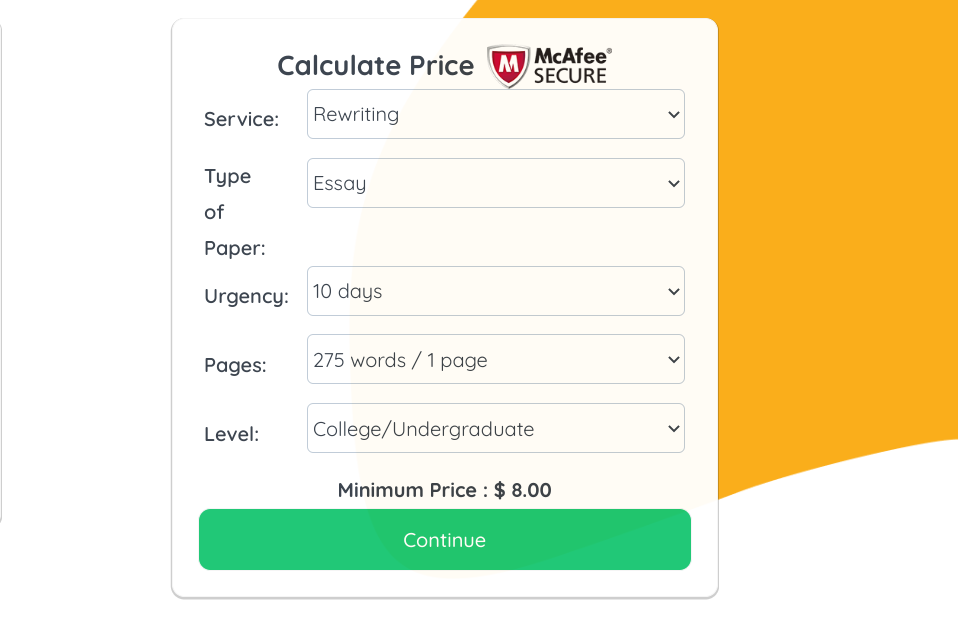 Calculate Price
McAfee®
SECURE
Service: Rewriting
Type
of
Paper:
Essay
Urgency: 10 days
Pages: 275 words / 1 page
Level: College/Undergraduate
Minimum Price : $ 8.00
Continue